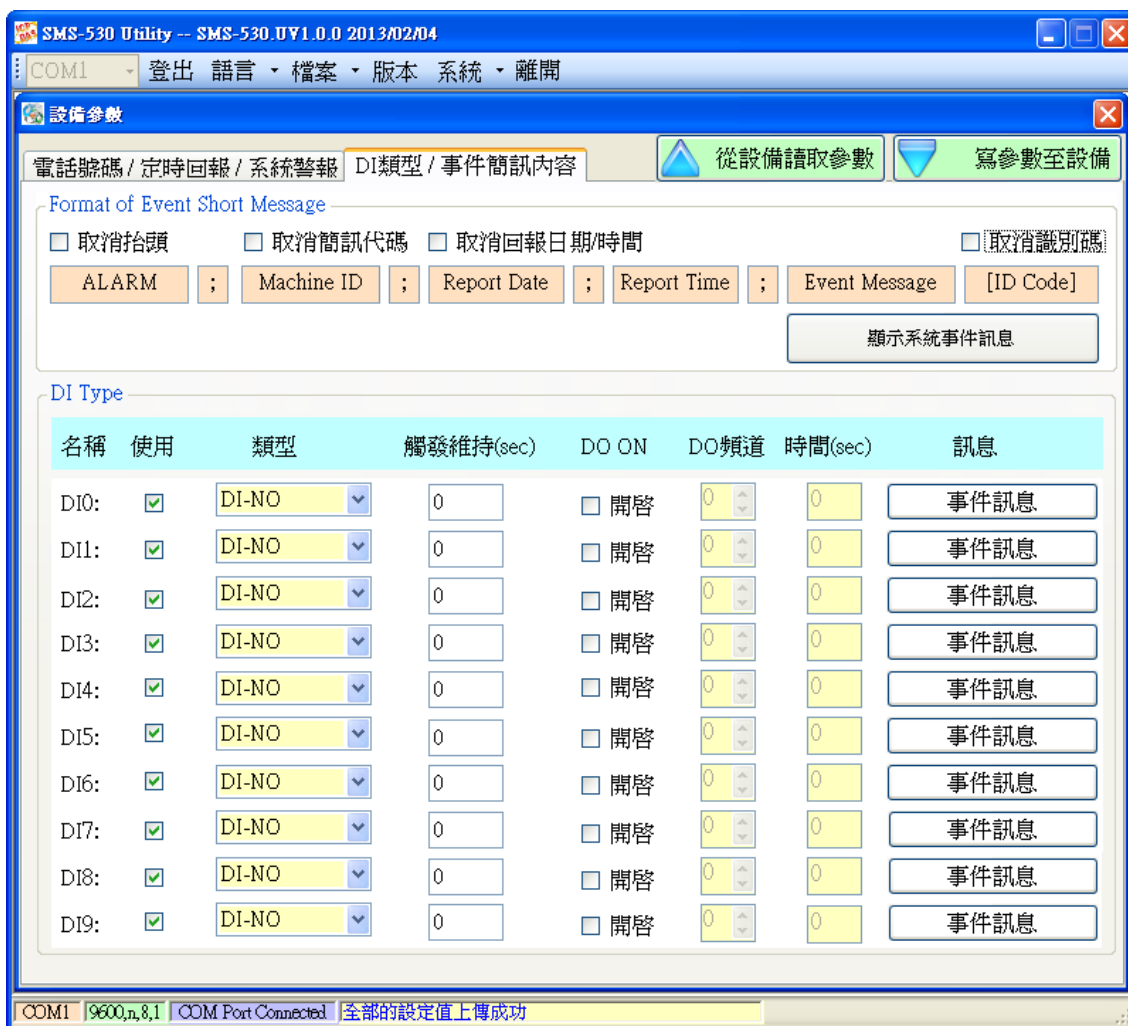 SMS-530 Utility -- SMS-530.UV1.0.0 2013/02/04
COM1 登出 語言 檔案 版本 系統 離開
設備參數
電話號碼 / 定時回報 / 系統警報 DI類型 / 事件簡訊內容 從設備讀取參數 寫參數至設備
Format of Event Short Message
取消抬頭 取消簡訊代碼 取消回報日期/時間 取消識別碼
ALARM ; Machine ID ; Report Date ; Report Time ; Event Message [ID Code]
顯示系統事件訊息
DI Type
名稱 使用 類型 觸發維持(sec) DO ON DO頻道 時間(sec) 訊息
DI0: DI-NO 0 開啓 0 0 事件訊息
DI1: DI-NO 0 開啓 0 0 事件訊息
DI2: DI-NO 0 開啓 0 0 事件訊息
DI3: DI-NO 0 開啓 0 0 事件訊息
DI4: DI-NO 0 開啓 0 0 事件訊息
DI5: DI-NO 0 開啓 0 0 事件訊息
DI6: DI-NO 0 開啓 0 0 事件訊息
DI7: DI-NO 0 開啓 0 0 事件訊息
DI8: DI-NO 0 開啓 0 0 事件訊息
DI9: DI-NO 0 開啓 0 0 事件訊息
COM1 9600,n,8,1 COM Port Connected 全部的設定值上傳成功